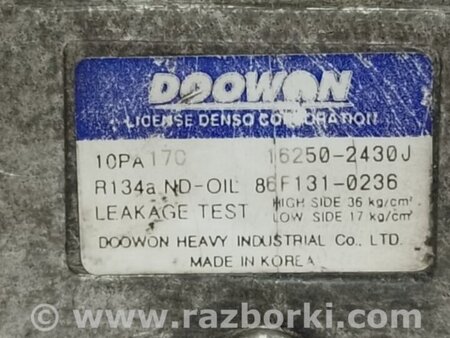 DOOWON
LICENSE DENSO CORPORATION
10PA17C 16250-2430J
R134a ND-OIL 8 6F131-0236
LEAKAGE TEST HIGH SIDE 36 kg/cm²
LOW SIDE 17 kg/cm²
DOOWON HEAVY INDUSTRIAL Co., LTD.
MADE IN KOREA
www.razborki.com